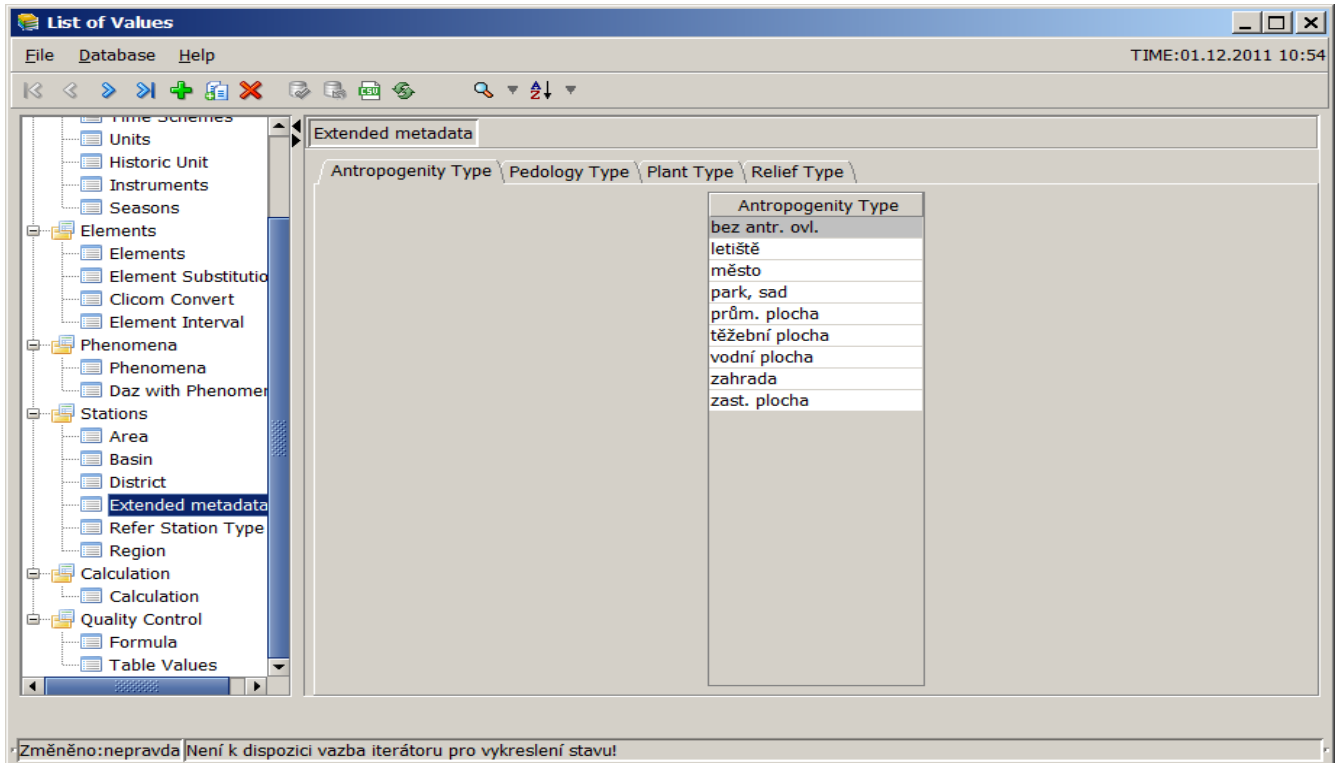 List of Values
File Database Help
TIME:01.12.2011 10:54
CSU
A
Z
Time Schemes
Units
Historic Unit
Instruments
Seasons
Elements
Elements
Element Substitutio
Clicom Convert
Element Interval
Phenomena
Phenomena
Daz with Phenomen
Stations
Area
Basin
District
Extended metadata
Refer Station Type
Region
Calculation
Calculation
Quality Control
Formula
Table Values
Extended metadata
Antropogenity Type Pedology Type Plant Type Relief Type
Antropogenity Type
bez antr. ovl.
letiště
město
park, sad
prům. plocha
těžební plocha
vodní plocha
zahrada
zast. plocha
Změněno:nepravda Není k dispozici vazba iterátoru pro vykreslení stavu!